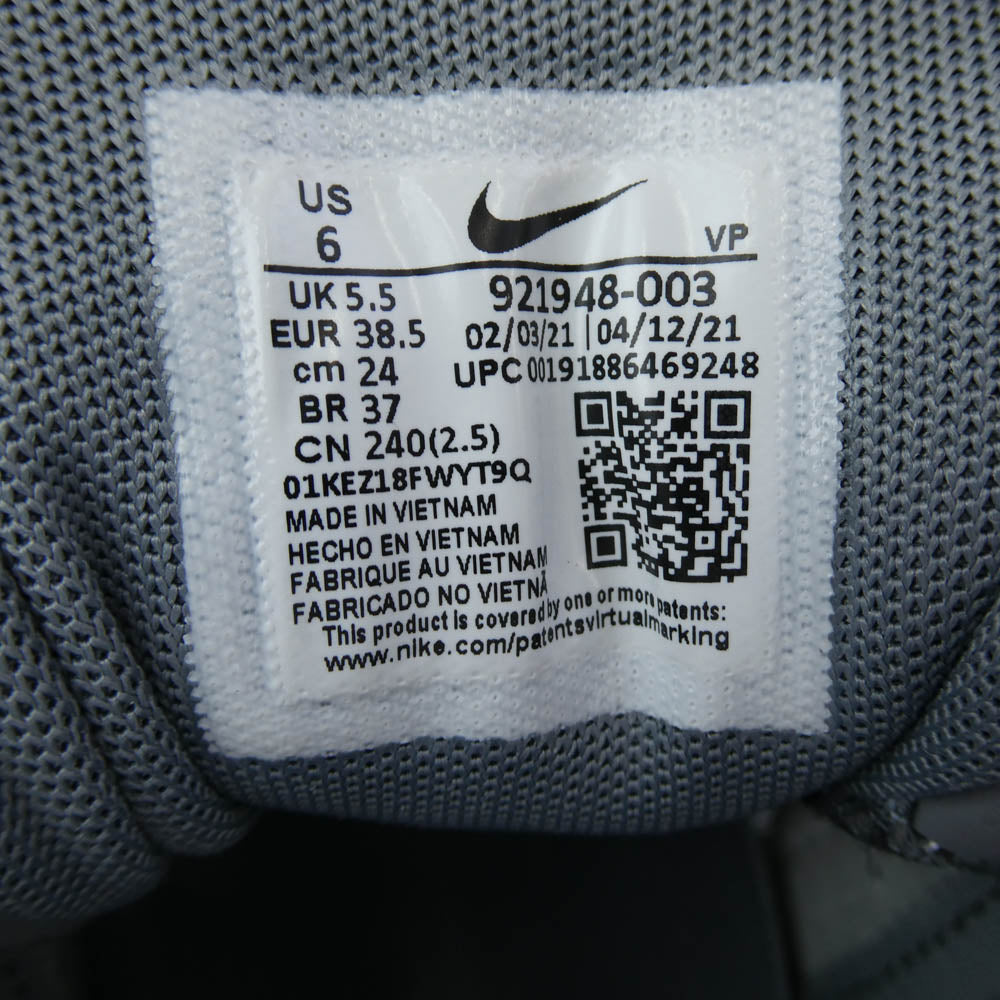 US
6
VP
UK 5.5
921948-003
EUR 38.5
02/03/21 | 04/12/21
cm 24
UPC 00191886469248
BR 37
CN 240(2.5)
01KEZ18FWYT9Q
MADE IN VIETNAM
HECHO EN VIETNAM
FABRIQUE AU VIETNAM
FABRICADO NO VIETNÃ
This product is covered by one or more patents:
www.nike.com/patentsvirtualmarking